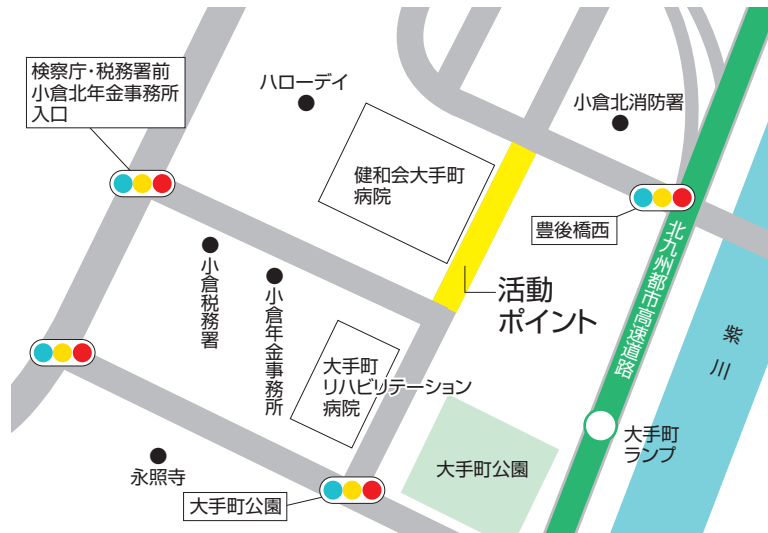 検察庁・税務署前
小倉北年金事務所
入口
ハローデイ
小倉北消防署
健和会大手町
病院
豊後橋西
北九州都市高速道路
小倉税務署
小倉年金事務所
活動
ポイント
紫川
大手町
リハビリテーション
病院
大手町
ランプ
永照寺
大手町公園
大手町公園